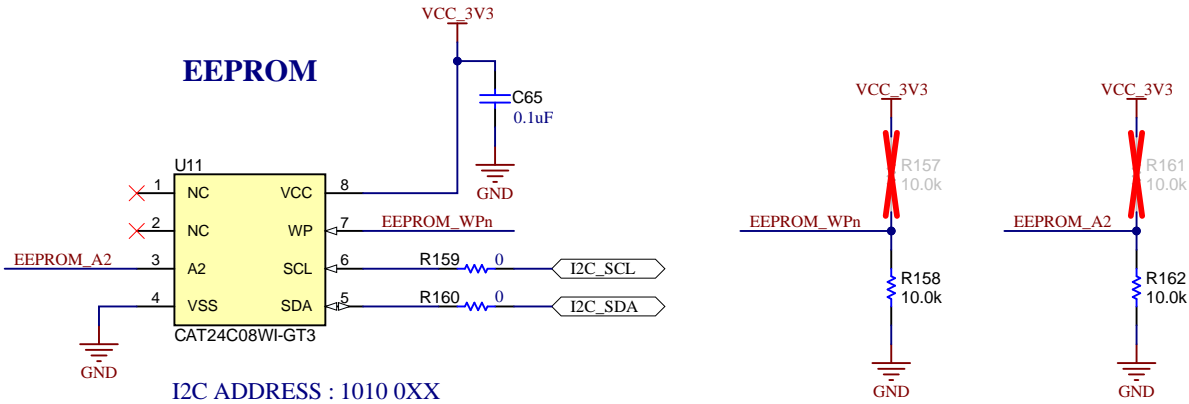 VCC_3V3
EEPROM
C65
0.1uF
GND
U11
1 NC VCC 8
2 NC WP 7 EEPROM_WPn
EEPROM_A2 3 A2 SCL 6 R159 0 I2C_SCL
4 VSS SDA 5 R160 0 I2C_SDA
CAT24C08WI-GT3
GND
I2C ADDRESS : 1010 0XX
VCC_3V3
R157
10.0k
EEPROM_WPn
R158
10.0k
GND
VCC_3V3
R161
10.0k
EEPROM_A2
R162
10.0k
GND